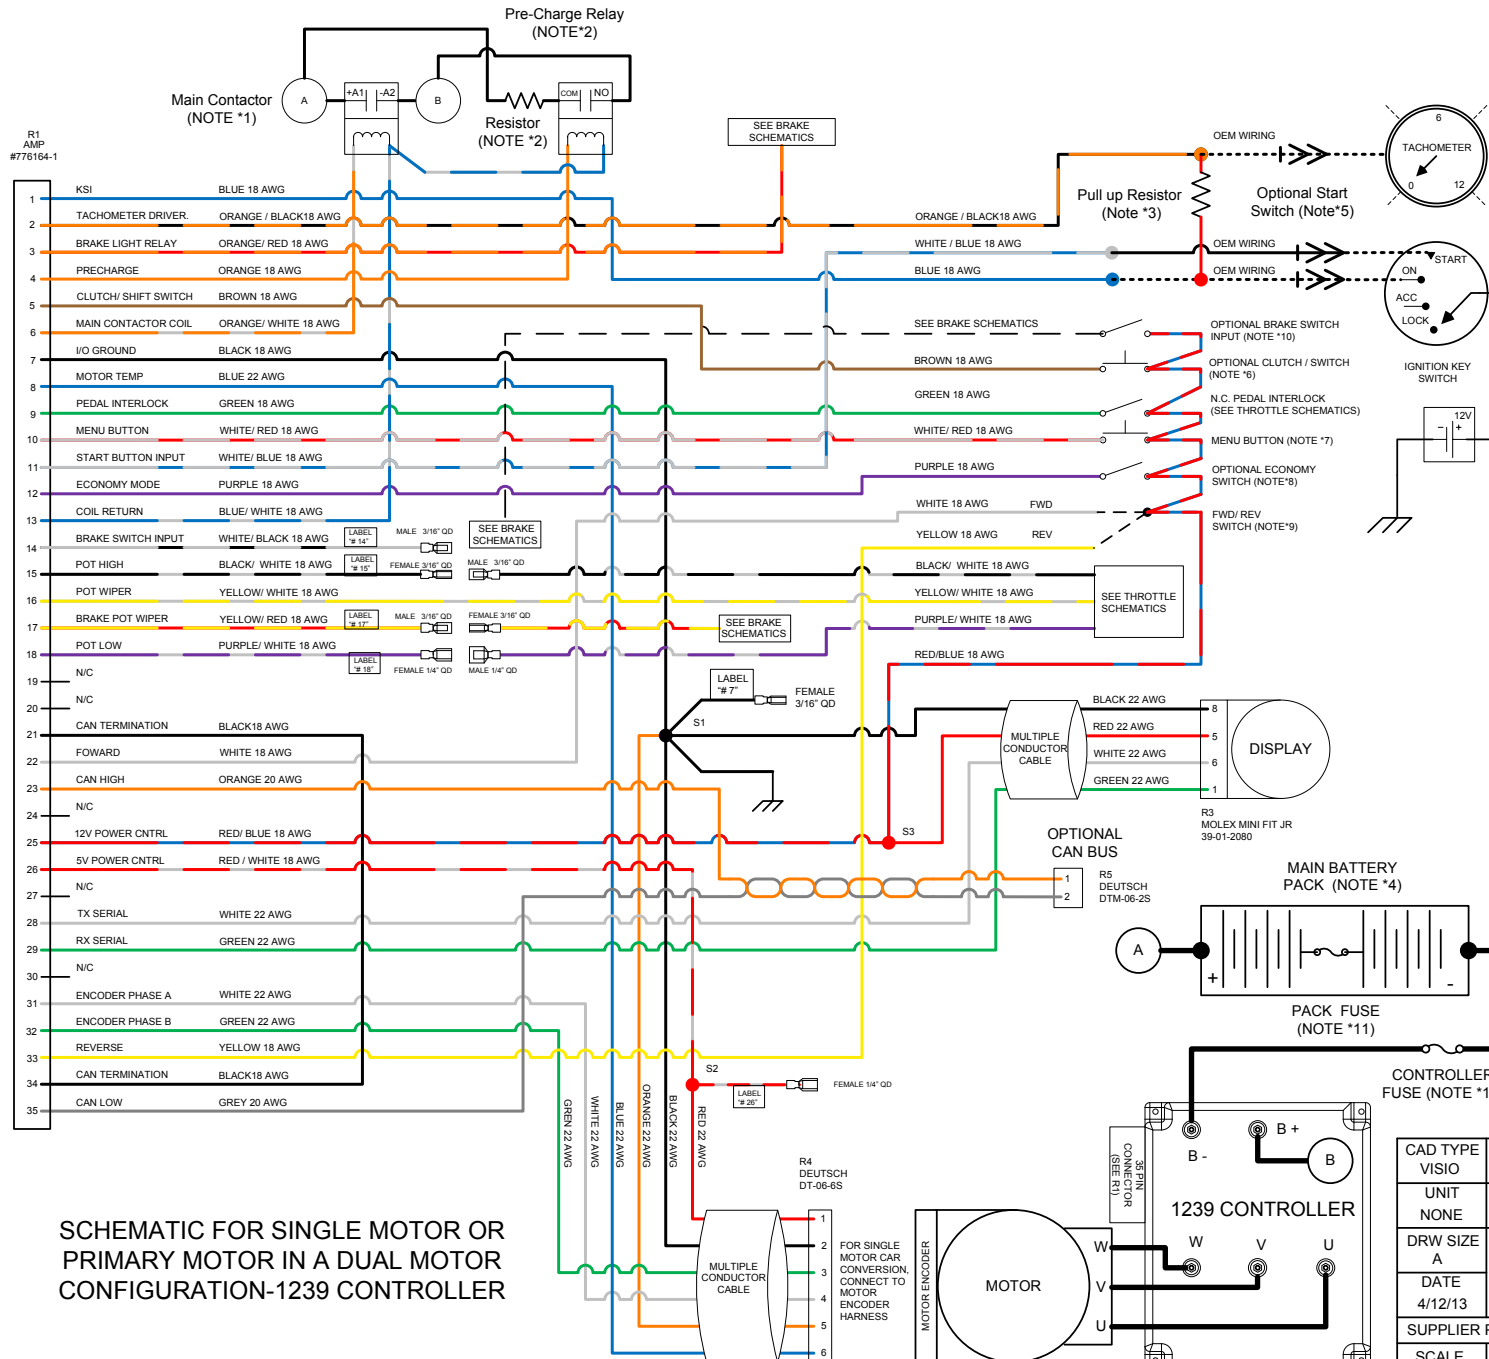 Pre-Charge Relay
(NOTE*2)
Main Contactor
(NOTE *1)
A
+A1
-A2
B
COM
NO
Resistor
(NOTE *2)
SEE BRAKE
SCHEMATICS
R1
AMP
#776164-1
1 KSI BLUE 18 AWG
2 TACHOMETER DRIVER. ORANGE / BLACK18 AWG
3 BRAKE LIGHT RELAY ORANGE/ RED 18 AWG
4 PRECHARGE ORANGE 18 AWG
5 CLUTCH/ SHIFT SWITCH BROWN 18 AWG
6 MAIN CONTACTOR COIL ORANGE/ WHITE 18 AWG
7 I/O GROUND BLACK 18 AWG
8 MOTOR TEMP BLUE 22 AWG
9 PEDAL INTERLOCK GREEN 18 AWG
10 MENU BUTTON WHITE/ RED 18 AWG
11 START BUTTON INPUT WHITE/ BLUE 18 AWG
12 ECONOMY MODE PURPLE 18 AWG
13 COIL RETURN BLUE/ WHITE 18 AWG
14 BRAKE SWITCH INPUT WHITE/ BLACK 18 AWG
15 POT HIGH BLACK/ WHITE 18 AWG
16 POT WIPER YELLOW/ WHITE 18 AWG
17 BRAKE POT WIPER YELLOW/ RED 18 AWG
18 POT LOW PURPLE/ WHITE 18 AWG
19 N/C
20 N/C
21 CAN TERMINATION BLACK18 AWG
22 FOWARD WHITE 18 AWG
23 CAN HIGH ORANGE 20 AWG
24 N/C
25 12V POWER CNTRL RED/ BLUE 18 AWG
26 5V POWER CNTRL RED / WHITE 18 AWG
27 N/C
28 TX SERIAL WHITE 22 AWG
29 RX SERIAL GREEN 22 AWG
30 N/C
31 ENCODER PHASE A WHITE 22 AWG
32 ENCODER PHASE B GREEN 22 AWG
33 REVERSE YELLOW 18 AWG
34 CAN TERMINATION BLACK18 AWG
35 CAN LOW GREY 20 AWG
LABEL
"# 14"
MALE 3/16" QD
LABEL
"# 15"
FEMALE 3/16" QD
MALE 3/16" QD
LABEL
"# 17"
MALE 3/16" QD
FEMALE 3/16" QD
LABEL
"# 18"
FEMALE 1/4" QD
MALE 1/4" QD
SEE BRAKE
SCHEMATICS
SEE BRAKE
SCHEMATICS
LABEL
"# 7"
FEMALE
3/16" QD
S1
ORANGE / BLACK18 AWG
WHITE / BLUE 18 AWG
BLUE 18 AWG
SEE BRAKE SCHEMATICS
BROWN 18 AWG
GREEN 18 AWG
WHITE/ RED 18 AWG
PURPLE 18 AWG
WHITE 18 AWG FWD
YELLOW 18 AWG REV
BLACK/ WHITE 18 AWG
YELLOW/ WHITE 18 AWG
PURPLE/ WHITE 18 AWG
RED/BLUE 18 AWG
SEE THROTTLE
SCHEMATICS
Pull up Resistor
(Note *3)
OEM WIRING
Optional Start
Switch (Note*5)
OEM WIRING
OEM WIRING
6
TACHOMETER
0
12
START
ON
ACC
LOCK
IGNITION KEY
SWITCH
12V
- +
OPTIONAL BRAKE SWITCH
INPUT (NOTE *10)
OPTIONAL CLUTCH / SWITCH
(NOTE *6)
N.C. PEDAL INTERLOCK
(SEE THROTTLE SCHEMATICS)
MENU BUTTON (NOTE *7)
OPTIONAL ECONOMY
SWITCH (NOTE*8)
FWD/ REV
SWITCH (NOTE*9)
MULTIPLE
CONDUCTOR
CABLE
BLACK 22 AWG
RED 22 AWG
WHITE 22 AWG
GREEN 22 AWG
8
5
6
1
DISPLAY
R3
MOLEX MINI FIT JR
39-01-2080
S3
OPTIONAL
CAN BUS
1
2
R5
DEUTSCH
DTM-06-2S
MAIN BATTERY
PACK (NOTE *4)
A
+
-
PACK FUSE
(NOTE *11)
CONTROLLER
FUSE (NOTE *1
S2
LABEL
"# 26"
FEMALE 1/4" QD
GREN 22 AWG
WHITE 22 AWG
BLUE 22 AWG
ORANGE 22 AWG
BLACK 22 AWG
RED 22 AWG
R4
DEUTSCH
DT-06-6S
MULTIPLE
CONDUCTOR
CABLE
1
2
3
4
5
6
FOR SINGLE
MOTOR CAR
CONVERSION,
CONNECT TO
MOTOR
ENCODER
HARNESS
MOTOR ENCODER
MOTOR
W
V
U
35 PIN
CONNECTOR
(SEE R1)
B -
B +
B
1239 CONTROLLER
W
V
U
CAD TYPE
VISIO
UNIT
NONE
DRW SIZE
A
DATE
4/12/13
SUPPLIER
SCALE
SCHEMATIC FOR SINGLE MOTOR OR
PRIMARY MOTOR IN A DUAL MOTOR
CONFIGURATION-1239 CONTROLLER